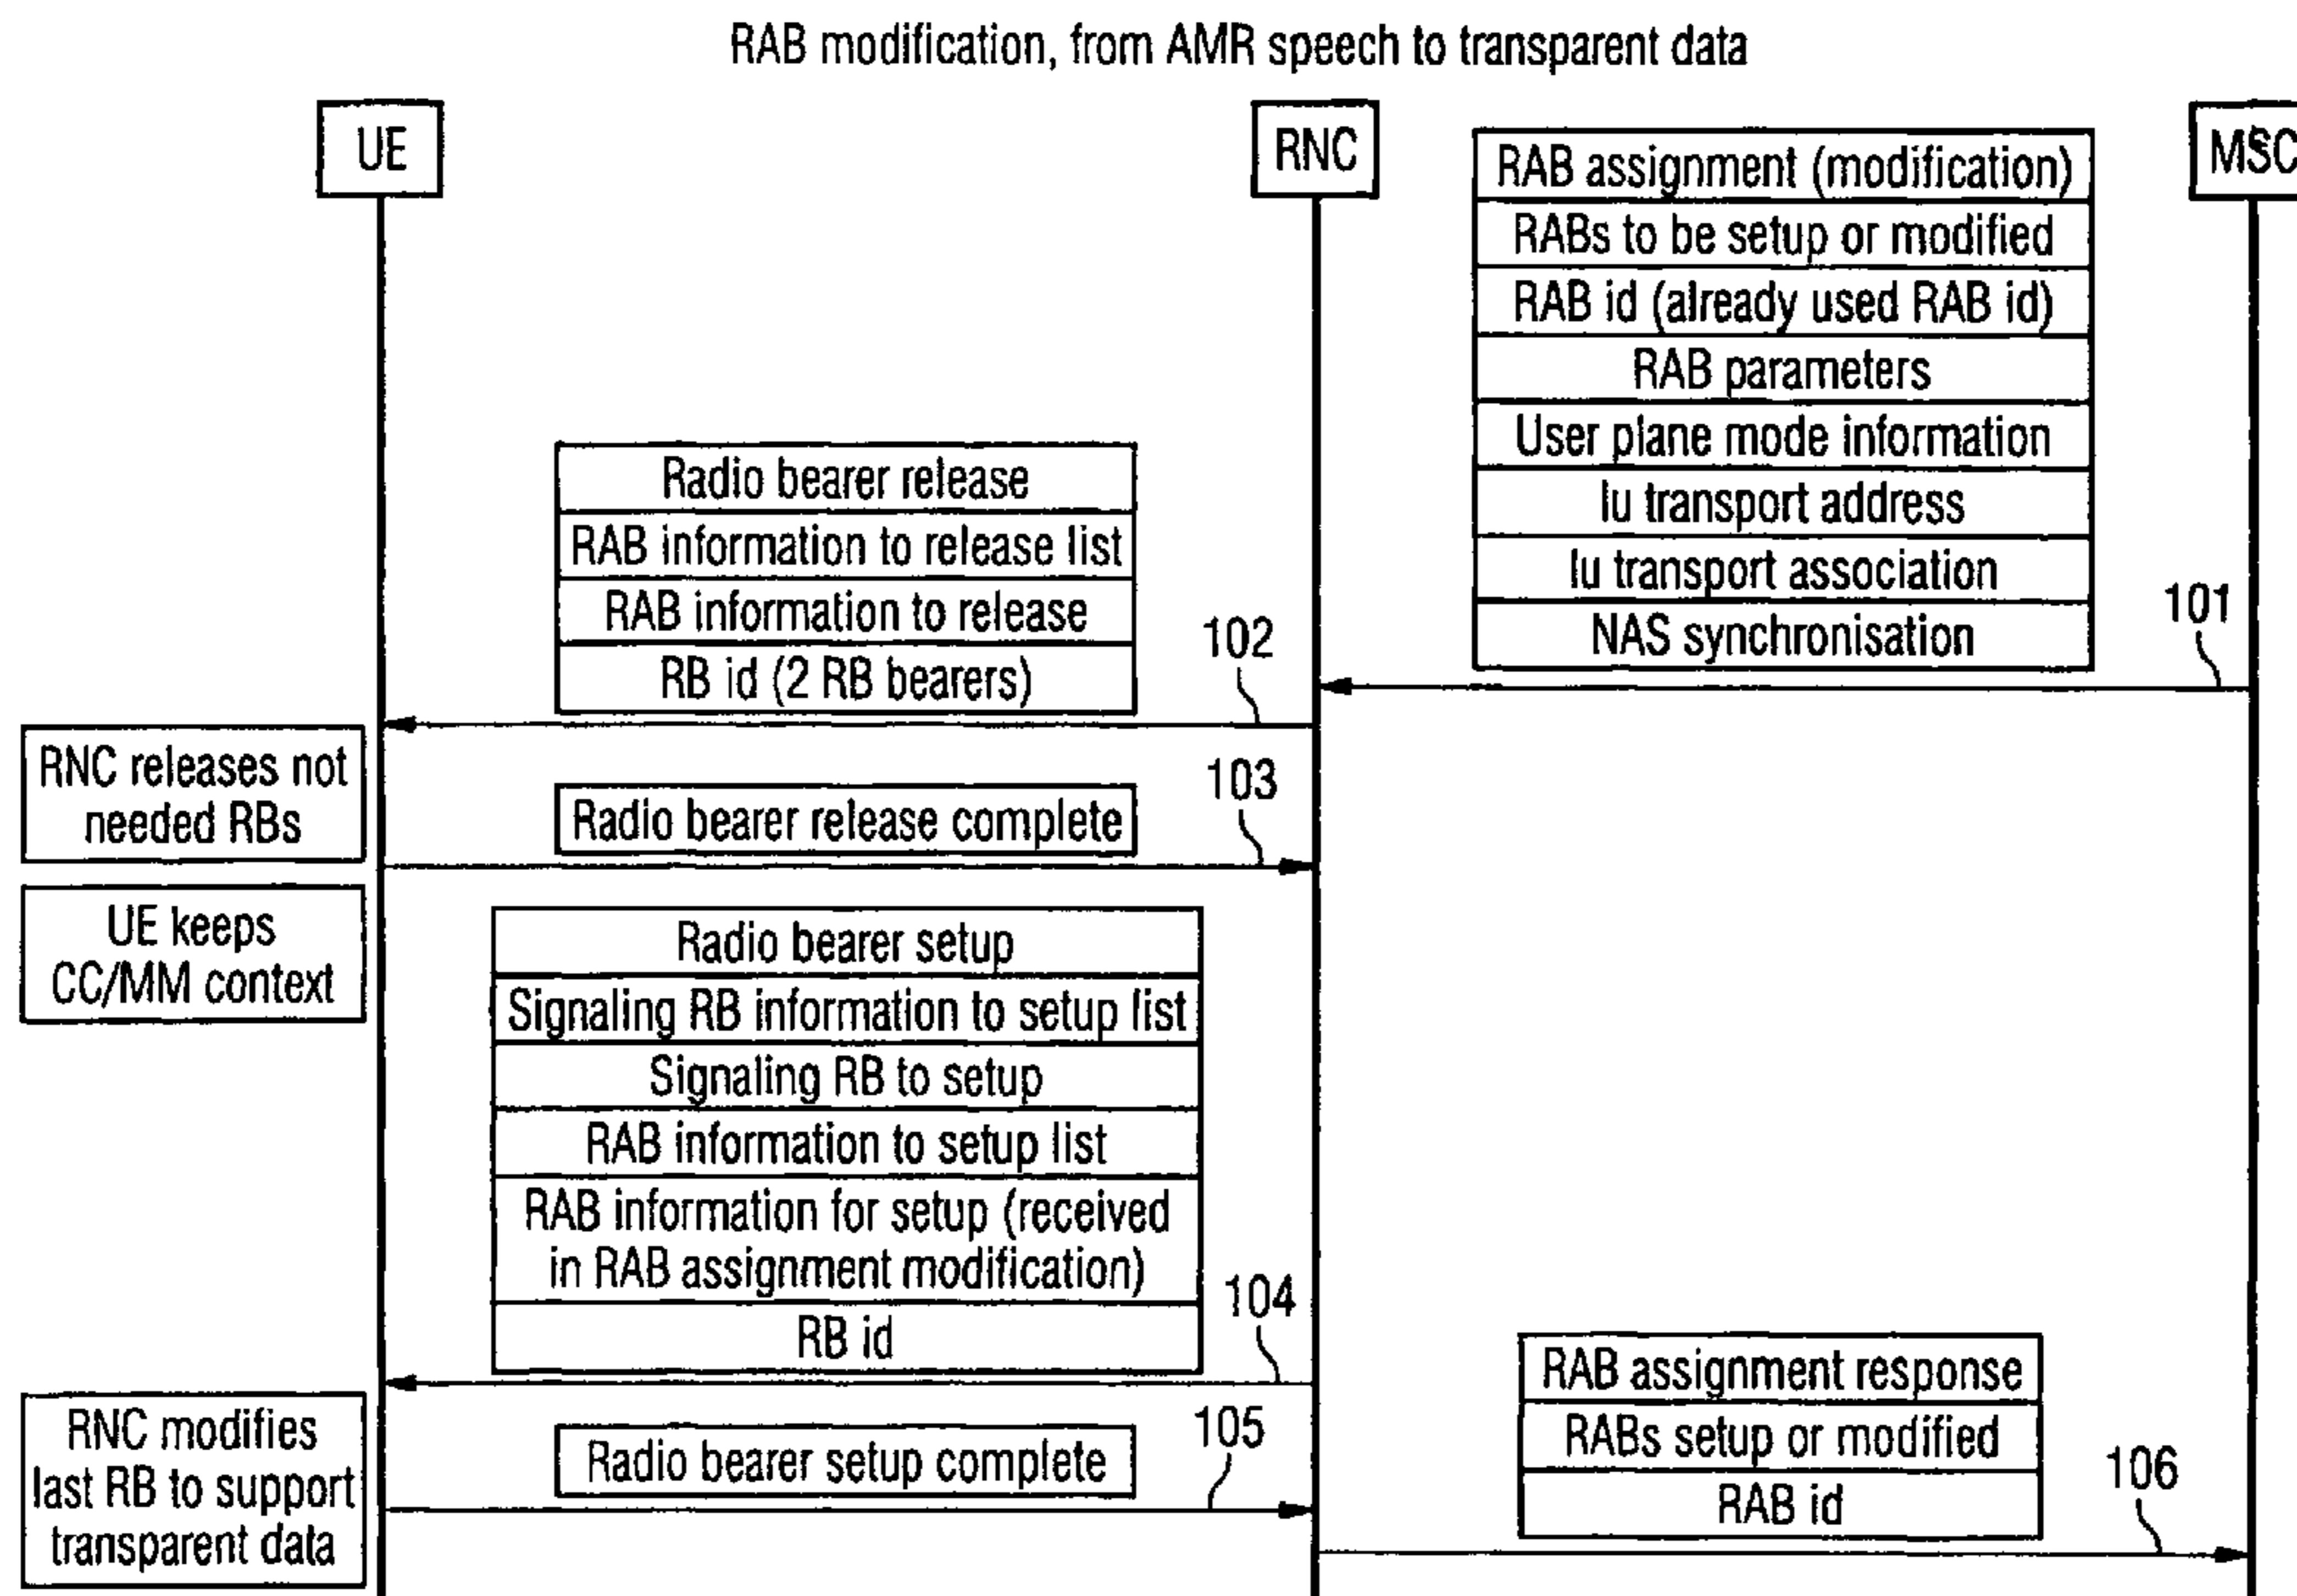 RAB modification, from AMR speech to transparent data
UE
RNC
MSC
RAB assignment (modification)
RABs to be setup or modified
RAB id (already used RAB id)
RAB parameters
User plane mode information
Iu transport address
Iu transport association
NAS synchronisation
101
Radio bearer release
RAB information to release list
RAB information to release
RB id (2 RB bearers)
102
RNC releases not
needed RBs
Radio bearer release complete
103
UE keeps
CC/MM context
Radio bearer setup
Signaling RB information to setup list
Signaling RB to setup
RAB information to setup list
RAB information for setup (received
in RAB assignment modification)
RB id
104
RNC modifies
last RB to support
transparent data
Radio bearer setup complete
105
RAB assignment response
RABs setup or modified
RAB id
106